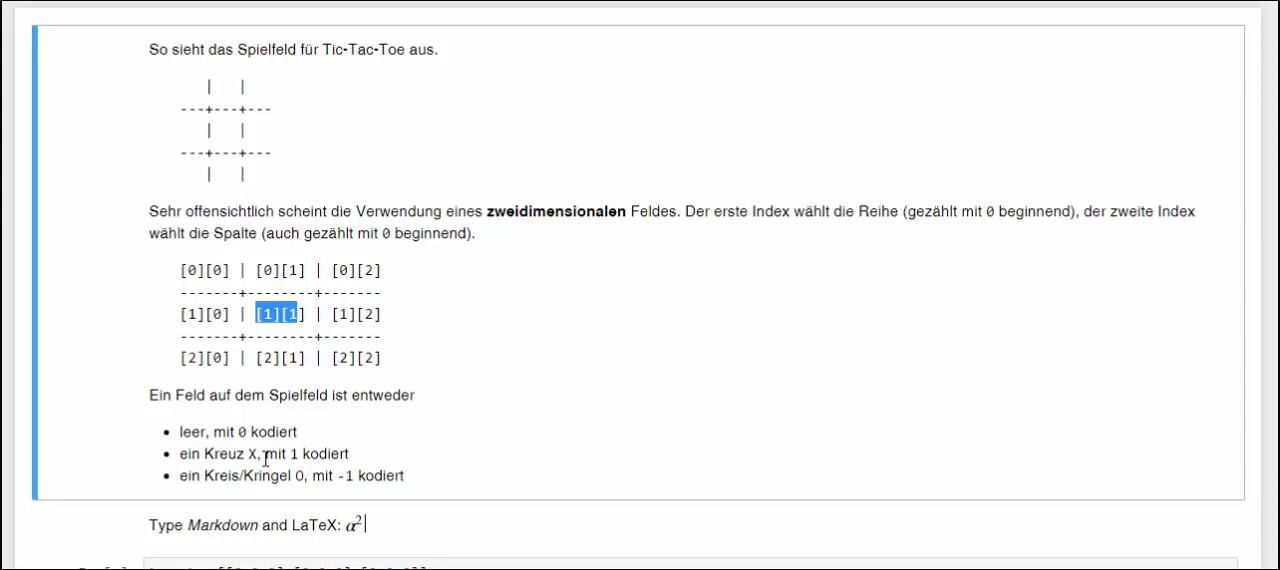 So sieht das Spielfeld für Tic-Tac-Toe aus.
|   |
---+---+---
|   |
---+---+---
|   |
Sehr offensichtlich scheint die Verwendung eines zweidimensionalen Feldes. Der erste Index wählt die Reihe (gezählt mit 0 beginnend), der zweite Index
wählt die Spalte (auch gezählt mit 0 beginnend).
[0][0] | [0][1] | [0][2]
-------+--------+-------
[1][0] | [1][1] | [1][2]
-------+--------+-------
[2][0] | [2][1] | [2][2]
Ein Feld auf dem Spielfeld ist entweder
• leer, mit 0 kodiert
• ein Kreuz X, mit 1 kodiert
• ein Kreis/Kringel O, mit -1 kodiert
Type Markdown and LaTeX: α²